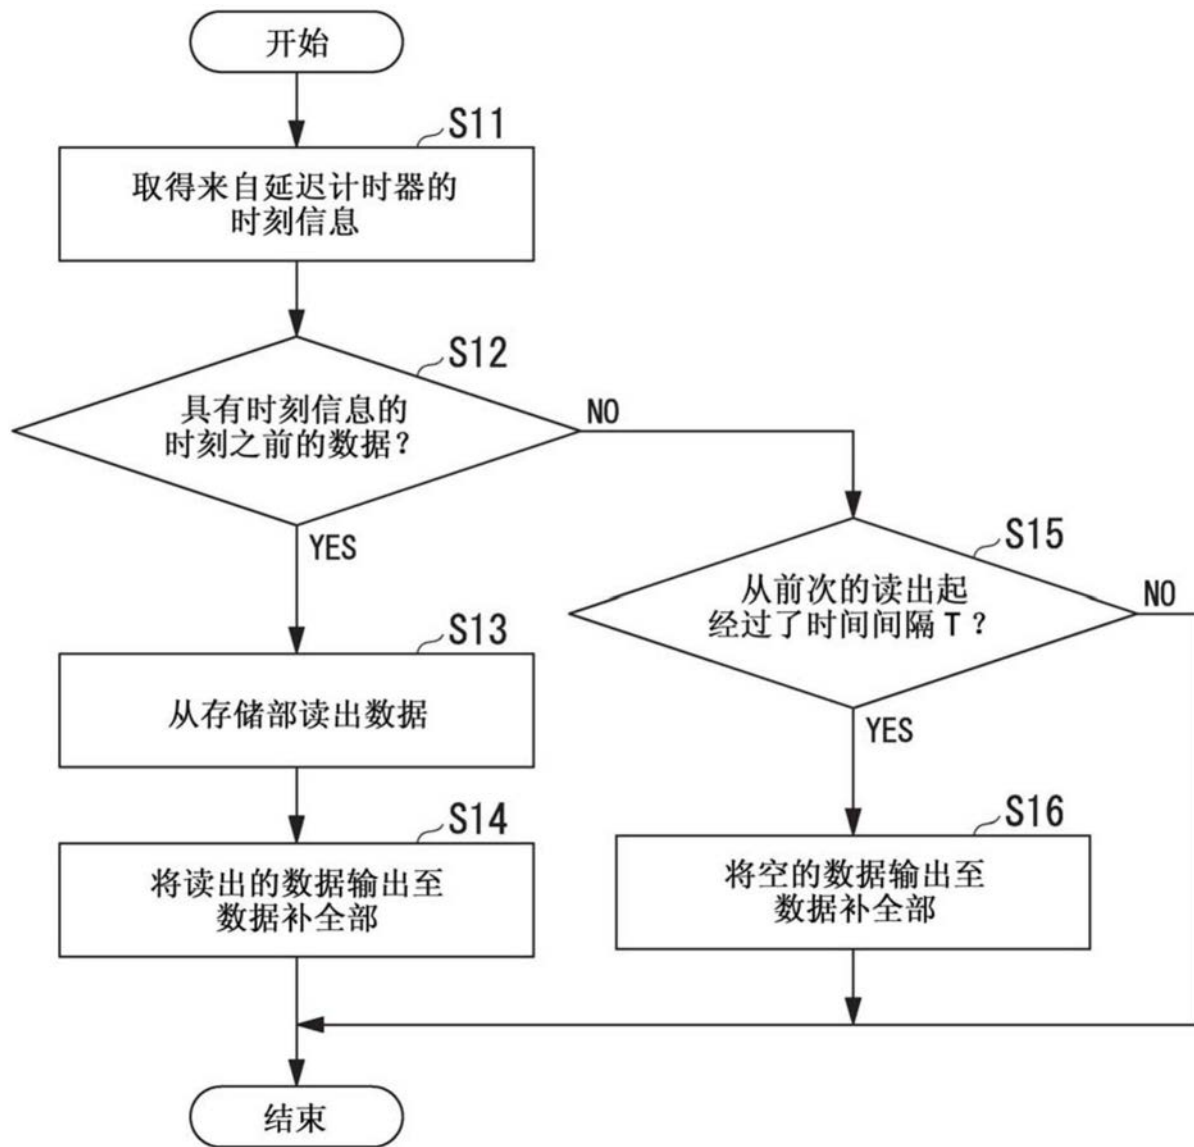 开始
S11
取得来自延迟计时器的
时刻信息
S12
具有时刻信息的
时刻之前的数据？
NO
YES
S15
从前次的读出起
经过了时间间隔 T？
NO
YES
S13
从存储部读出数据
S14
将读出的数据输出至
数据补全部
S16
将空的数据输出至
数据补全部
结束